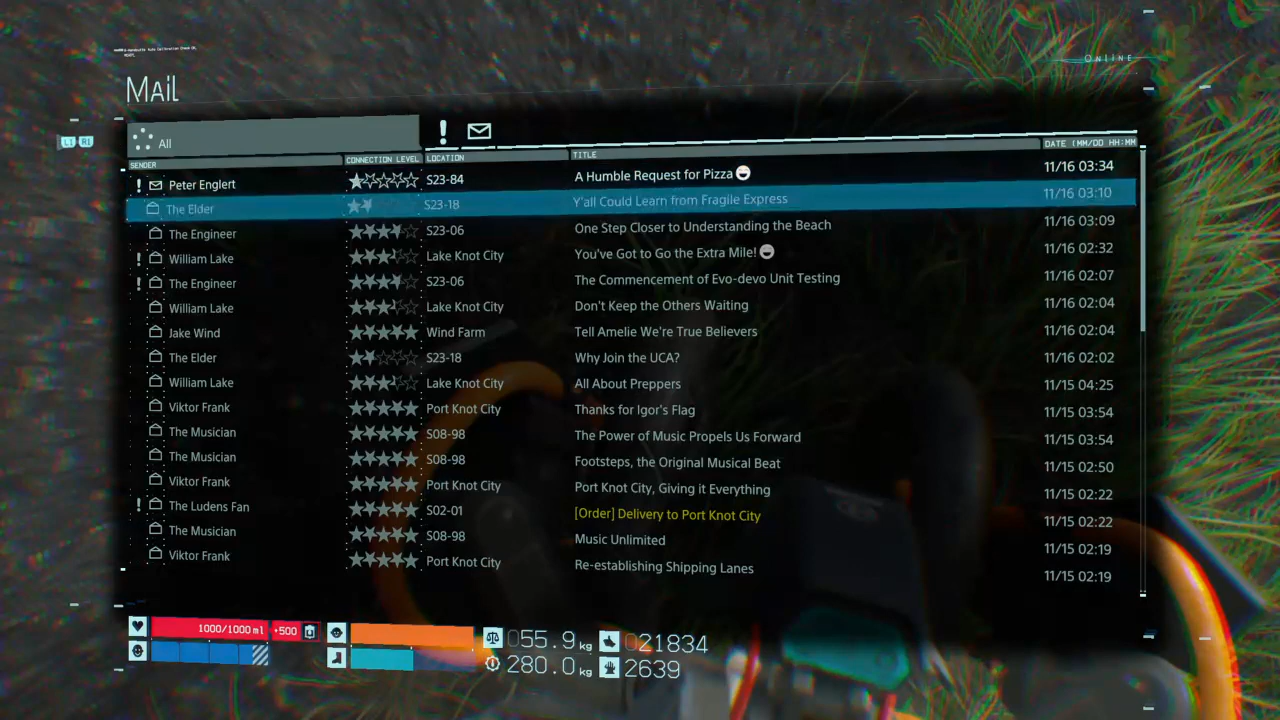 Mail
Online
L1 R1
All
!
SENDER CONNECTION LEVEL LOCATION TITLE DATE (MM/DD HH:MM
! Peter Englert S23-84 A Humble Request for Pizza 11/16 03:34
The Elder S23-18 Y'all Could Learn from Fragile Express 11/16 03:10
The Engineer S23-06 One Step Closer to Understanding the Beach 11/16 03:09
! William Lake Lake Knot City You've Got to Go the Extra Mile! 11/16 02:32
! The Engineer S23-06 The Commencement of Evo-devo Unit Testing 11/16 02:07
William Lake Lake Knot City Don't Keep the Others Waiting 11/16 02:04
Jake Wind Wind Farm Tell Amelie We're True Believers 11/16 02:04
The Elder S23-18 Why Join the UCA? 11/16 02:02
William Lake Lake Knot City All About Preppers 11/15 04:25
Viktor Frank Port Knot City Thanks for Igor's Flag 11/15 03:54
The Musician S08-98 The Power of Music Propels Us Forward 11/15 03:54
The Musician S08-98 Footsteps, the Original Musical Beat 11/15 02:50
Viktor Frank Port Knot City Port Knot City, Giving it Everything 11/15 02:22
! The Ludens Fan S02-01 [Order] Delivery to Port Knot City 11/15 02:22
The Musician S08-98 Music Unlimited 11/15 02:19
Viktor Frank Port Knot City Re-establishing Shipping Lanes 11/15 02:19
1000/1000 ml +500 055.9 kg 021834
280.0 kg 2639